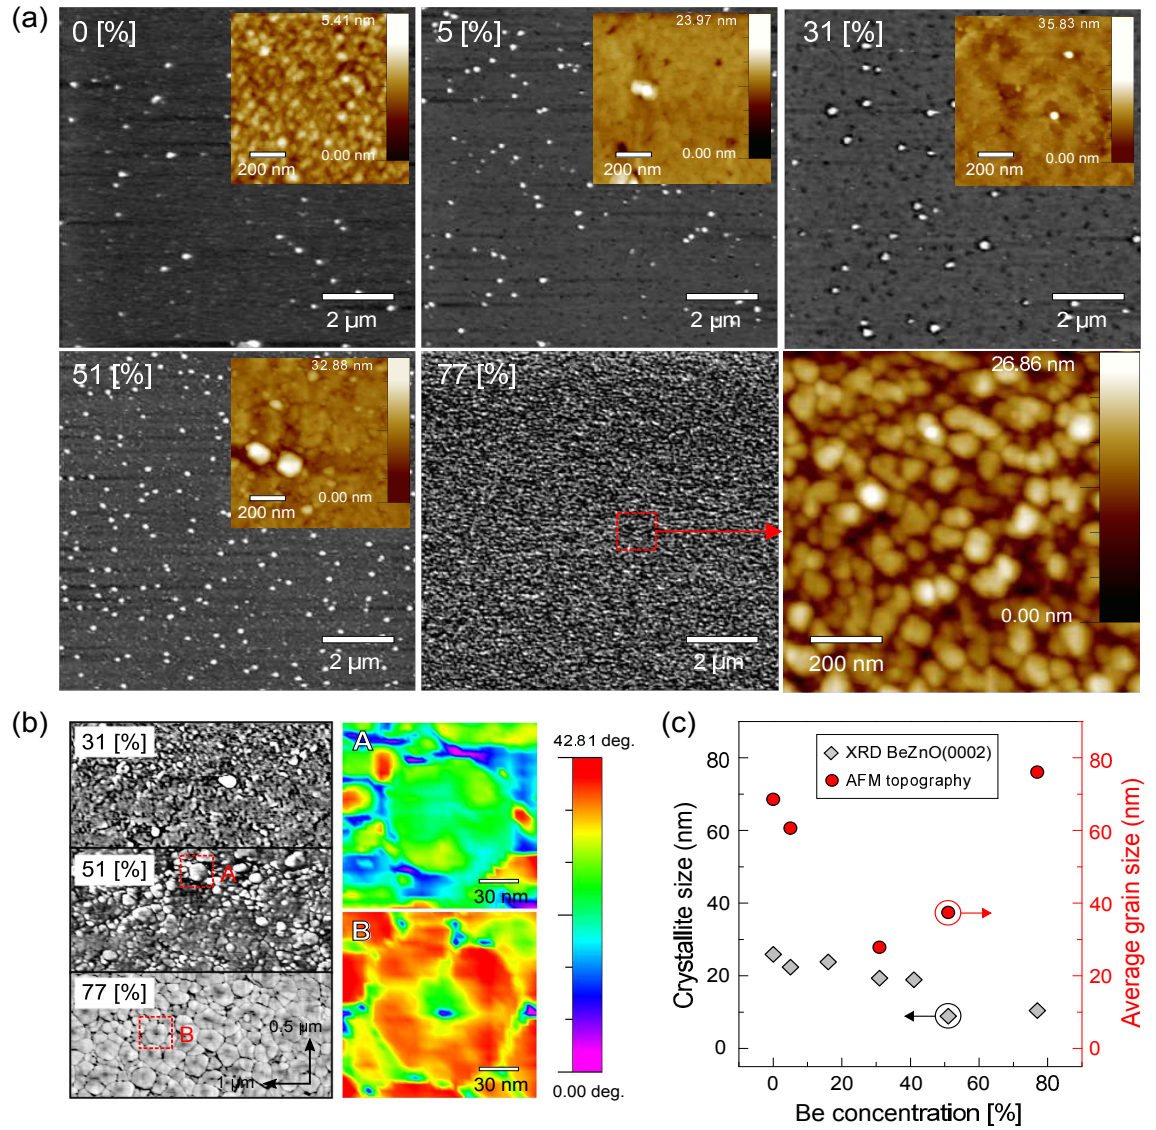 (a)
0 [%]
5.41 nm
0.00 nm
200 nm
2 µm
5 [%]
23.97 nm
0.00 nm
200 nm
2 µm
31 [%]
35.83 nm
0.00 nm
200 nm
2 µm
51 [%]
32.88 nm
0.00 nm
200 nm
2 µm
77 [%]
2 µm
26.86 nm
0.00 nm
200 nm
(b)
31 [%]
51 [%]
A
77 [%]
B
0.5 µm
1 µm
A
30 nm
B
30 nm
42.81 deg.
0.00 deg.
(c)
XRD BeZnO(0002)
AFM topography
Crystallite size (nm)
80
60
40
20
0
0
20
40
60
80
Be concentration [%]
80
60
40
20
0
Average grain size (nm)